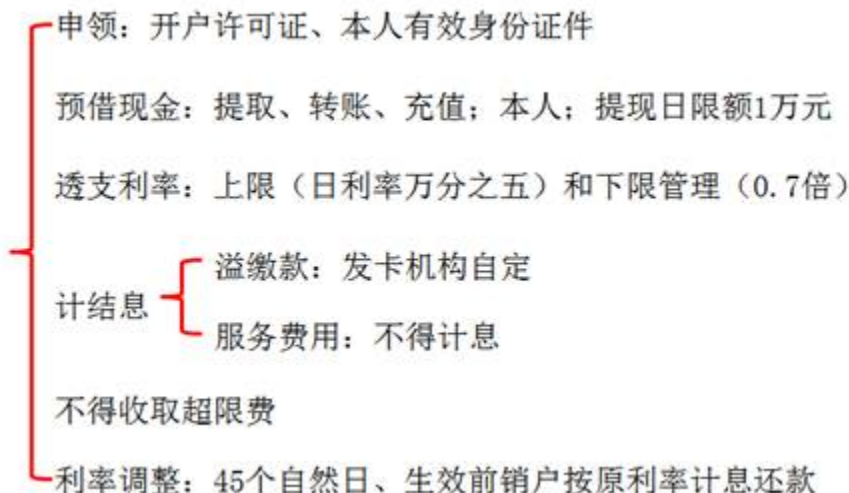 申领：开户许可证、本人有效身份证件
预借现金：提取、转账、充值；本人；提现日限额1万元
透支利率：上限（日利率万分之五）和下限管理（0.7倍）
计结息
溢缴款：发卡机构自定
服务费用：不得计息
不得收取超限费
利率调整：45个自然日、生效前销户按原利率计息还款